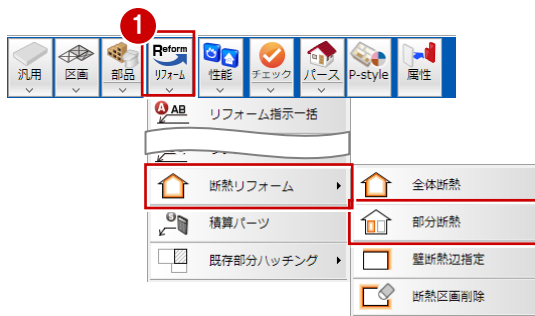 1
汎用
区画
部品
Reform
リフォーム
性能
チェック
パース
P-style
属性
A AB
リフォーム指示一括
断熱リフォーム
全体断熱
部分断熱
S
積算パーツ
壁断熱辺指定
既存部分ハッチング
断熱区画削除